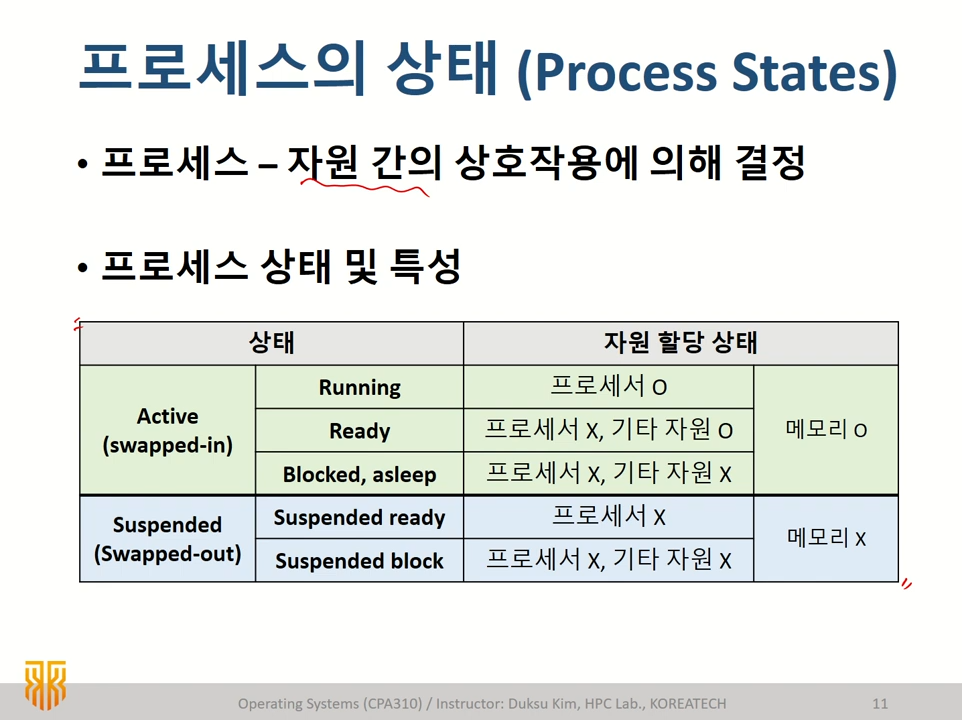 프로세스의 상태 (Process States)
• 프로세스 – 자원 간의 상호작용에 의해 결정
• 프로세스 상태 및 특성
상태 자원 할당 상태
Active
(swapped-in)
Running 프로세서 O
Ready 프로세서 X, 기타 자원 O
Blocked, asleep 프로세서 X, 기타 자원 X
메모리 O
Suspended
(Swapped-out)
Suspended ready 프로세서 X
Suspended block 프로세서 X, 기타 자원 X
메모리 X
Operating Systems (CPA310) / Instructor: Duksu Kim, HPC Lab., KOREATECH
11